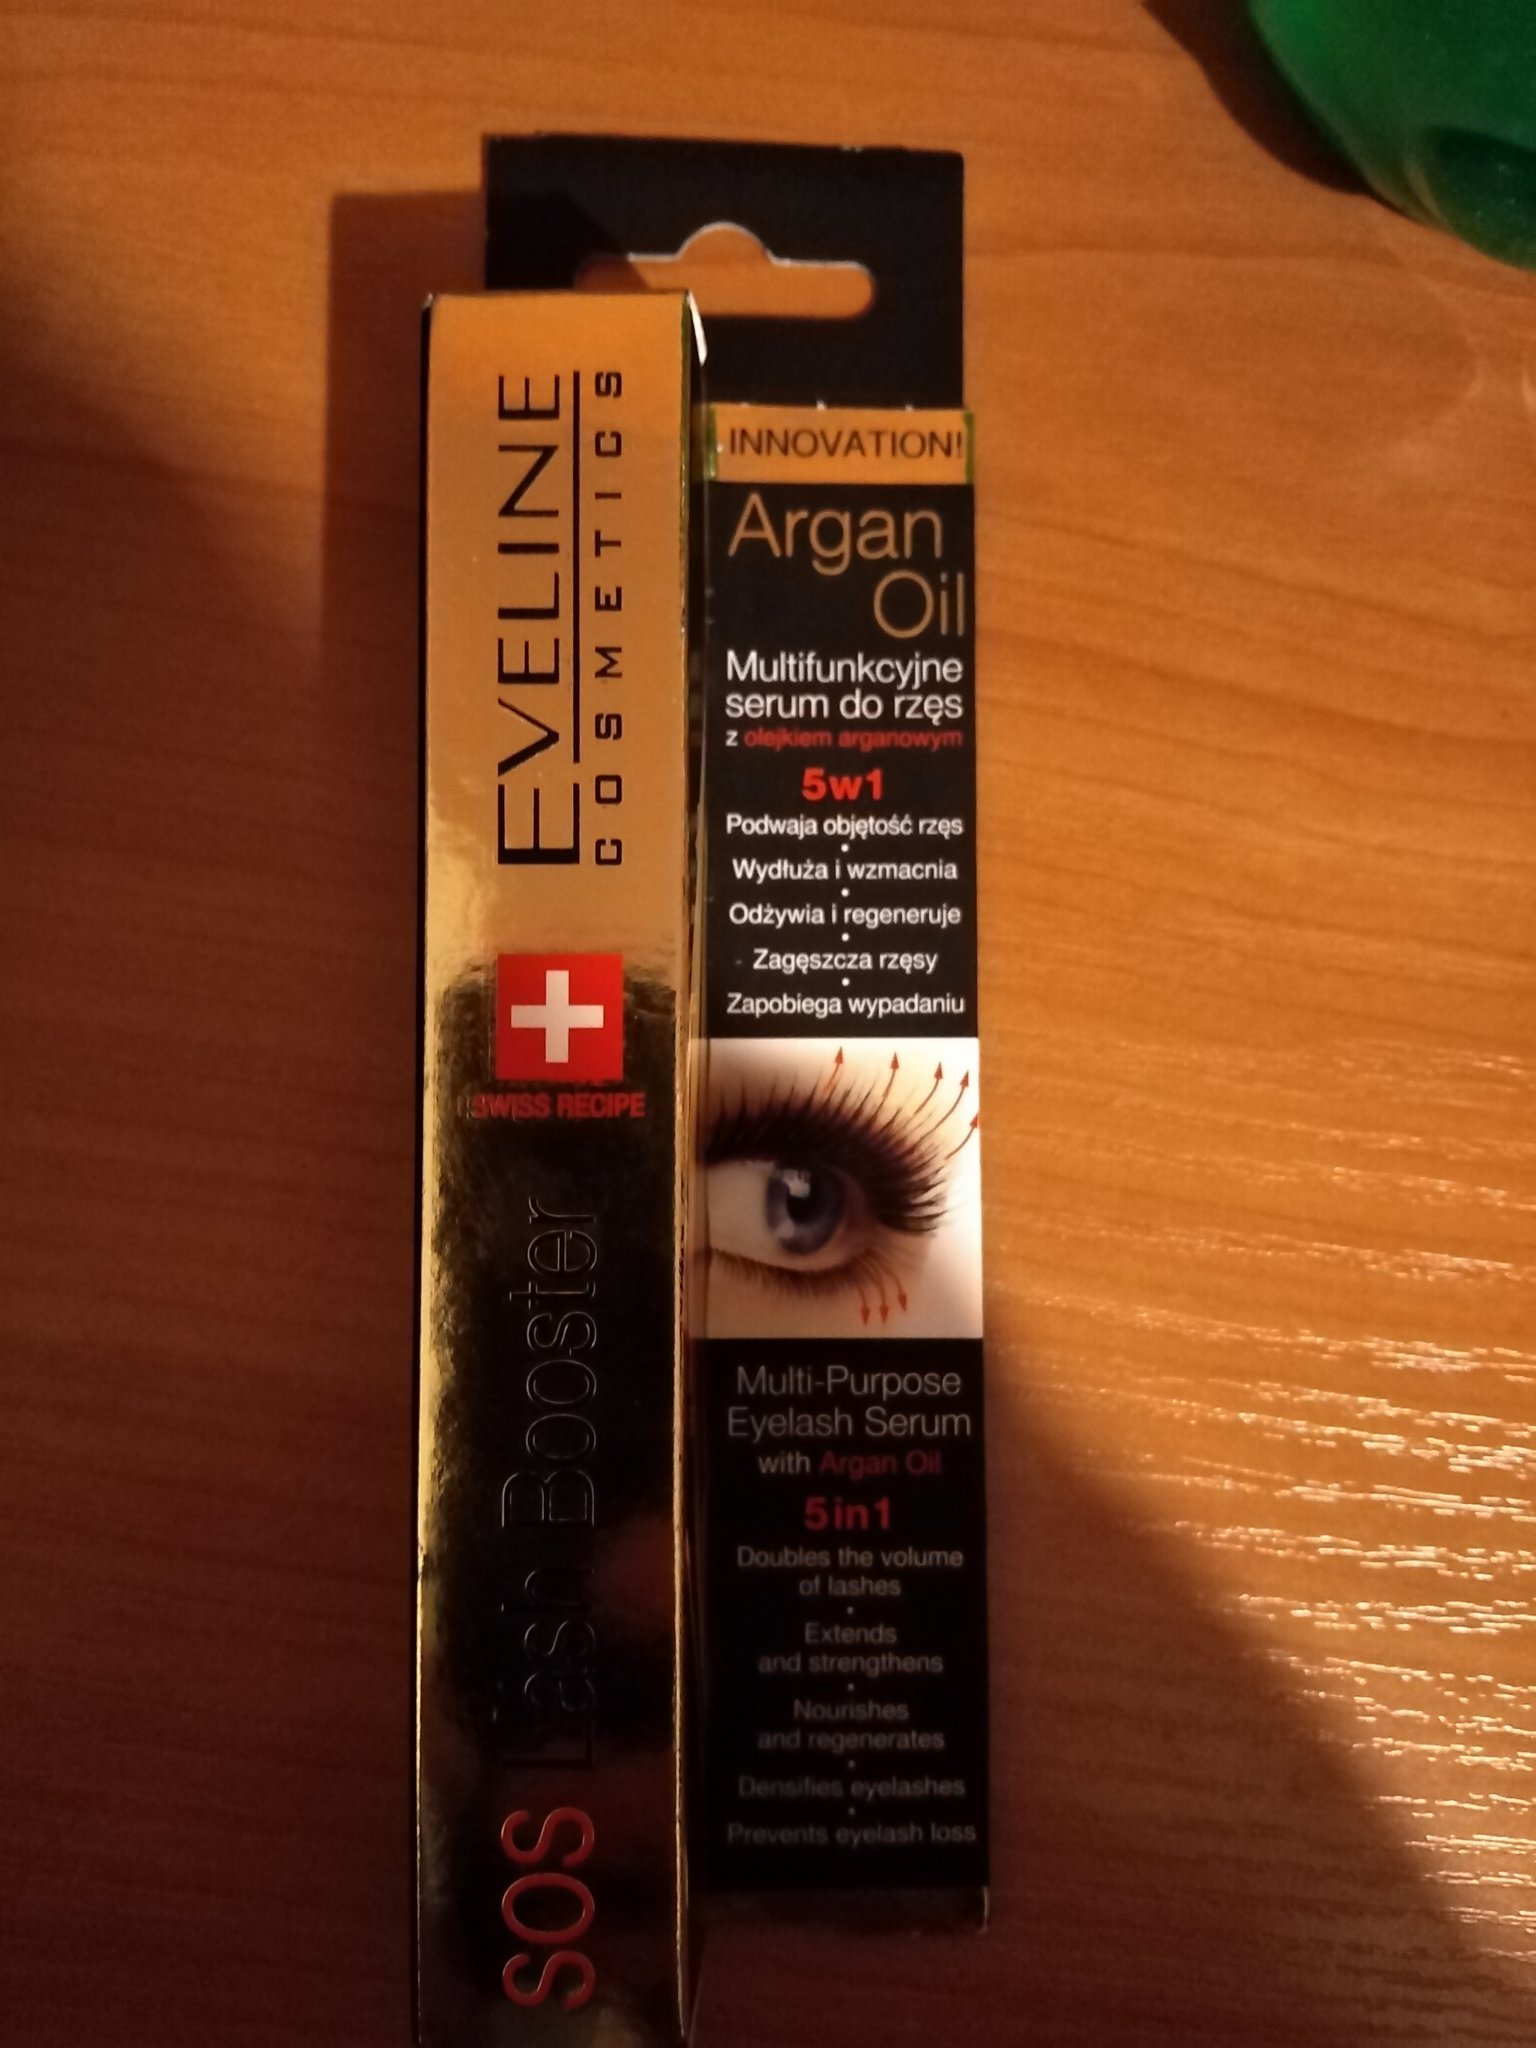 EVELINE
COSMETICS
SWISS RECIPE
SOS Lash Booster
INNOVATION!
Argan
Oil
Multifunkcyjne
serum do rzęs
z olejkiem arganowym
5w1
Podwaja objętość rzęs
•
Wydłuża i wzmacnia
•
Odżywia i regeneruje
•
Zagęszcza rzęsy
•
Zapobiega wypadaniu
Multi-Purpose
Eyelash Serum
with Argan Oil
5in1
Doubles the volume
of lashes
•
Extends
and strengthens
•
Nourishes
and regenerates
•
Densifies eyelashes
•
Prevents eyelash loss